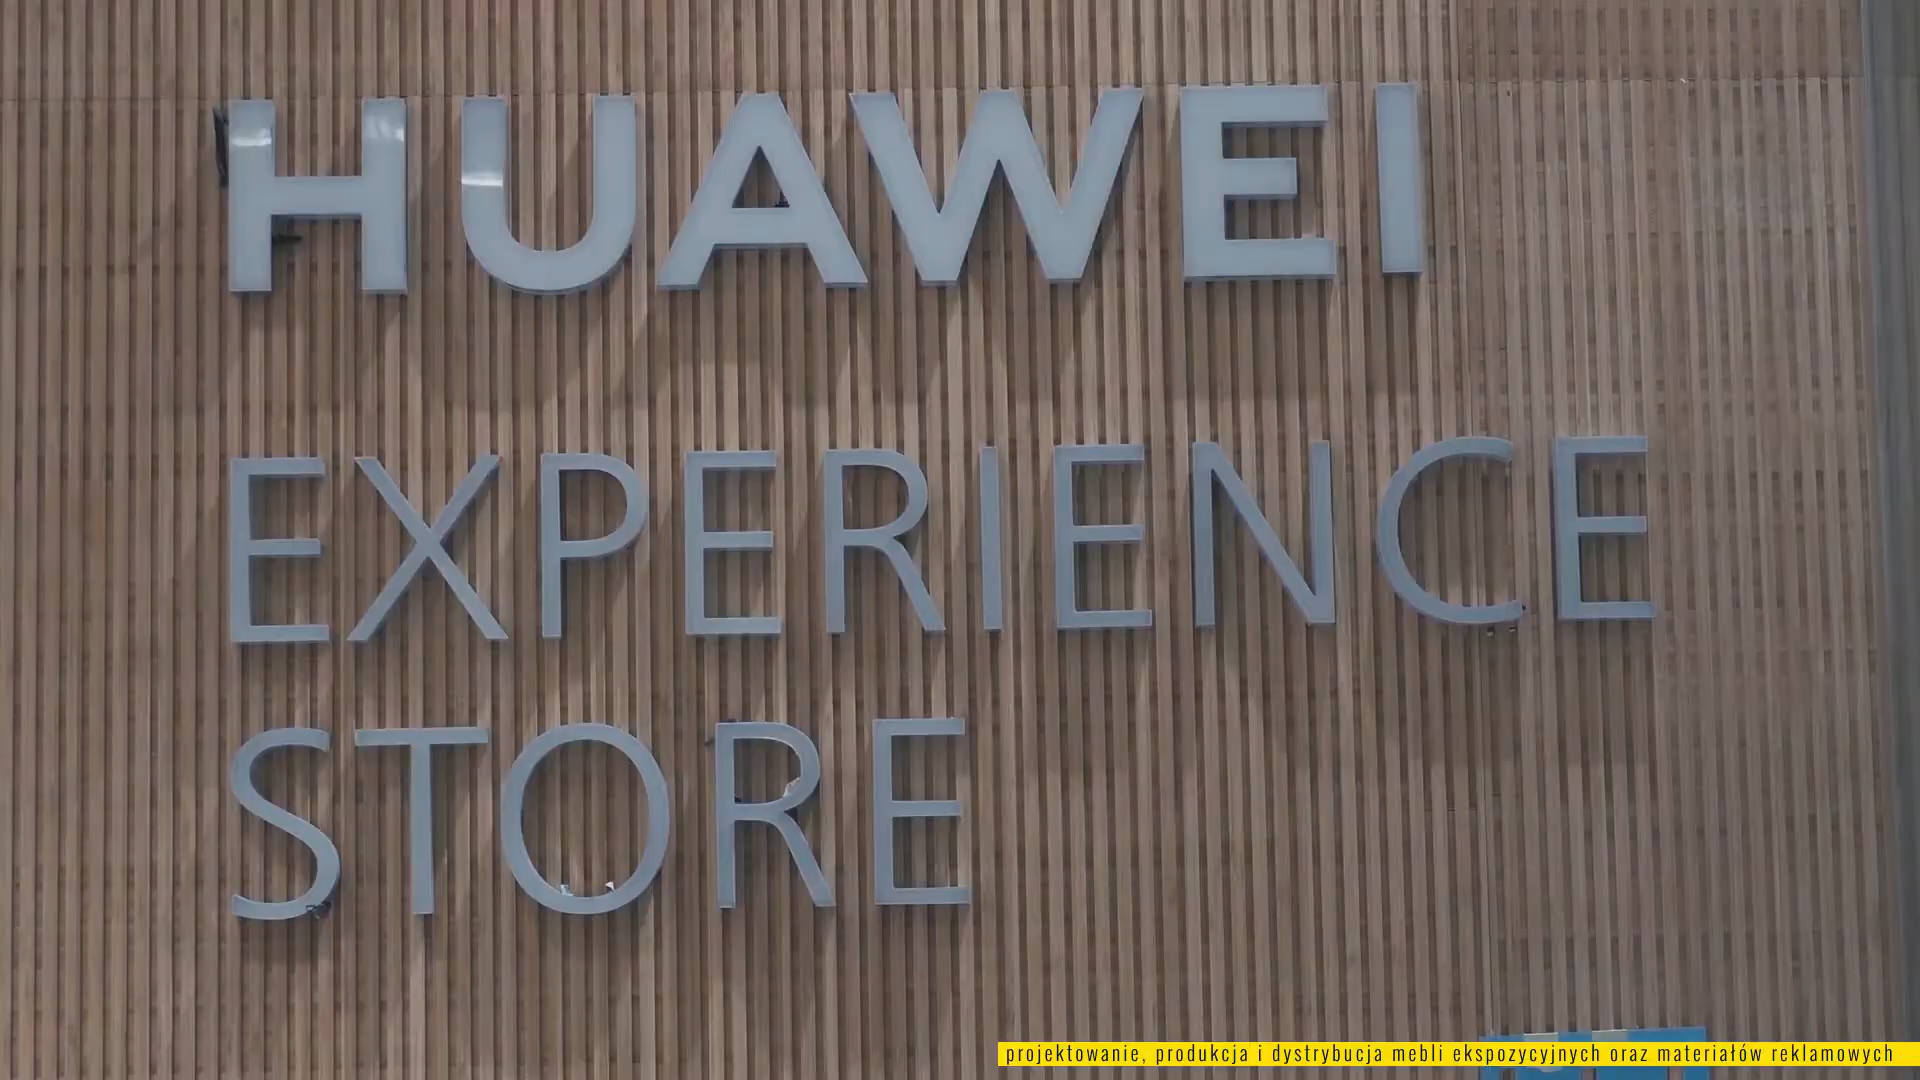 HUAWEI
EXPERIENCE
STORE
projektowanie, produkcja i dystrybucja mebli ekspozycyjnych oraz materiałów reklamowych